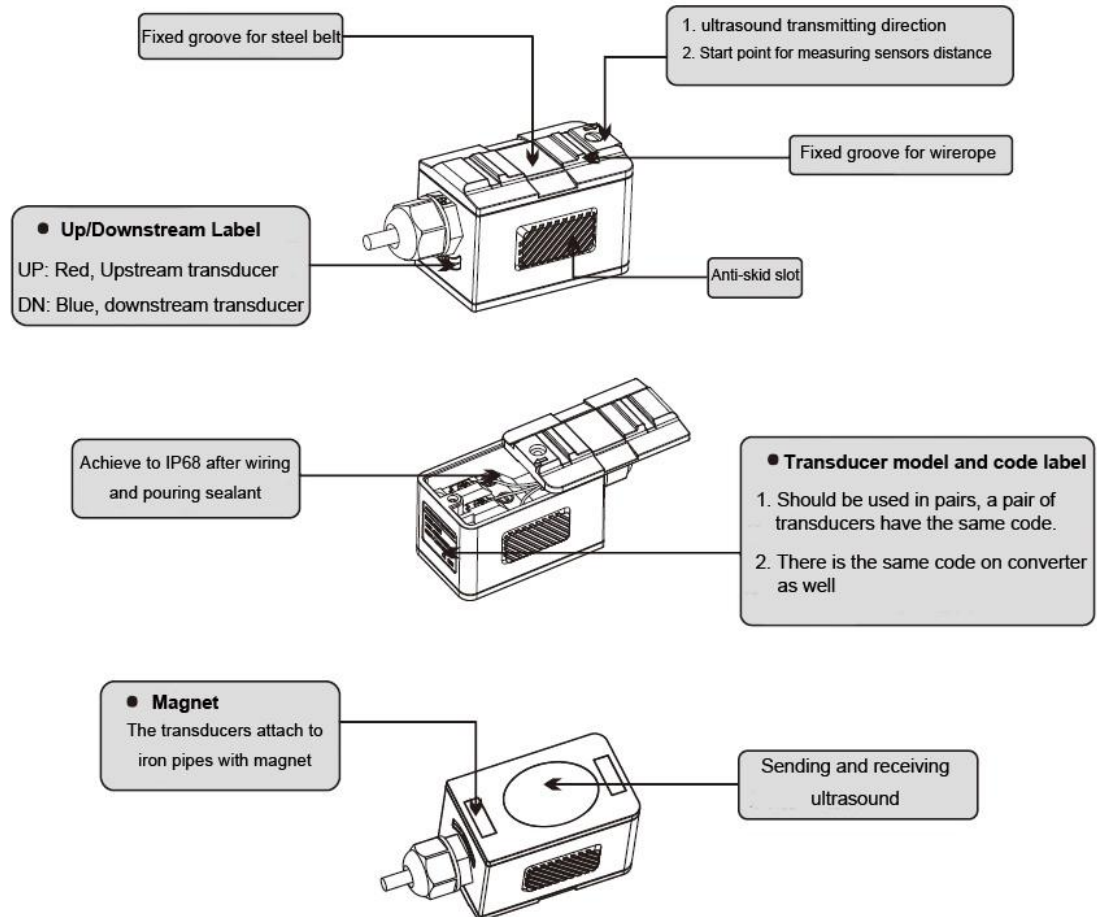 Fixed groove for steel belt
1. ultrasound transmitting direction
2. Start point for measuring sensors distance
Fixed groove for wirerope
● Up/Downstream Label
UP: Red, Upstream transducer
DN: Blue, downstream transducer
Anti-skid slot
Achieve to IP68 after wiring
and pouring sealant
● Transducer model and code label
1. Should be used in pairs, a pair of
transducers have the same code.
2. There is the same code on converter
as well
● Magnet
The transducers attach to
iron pipes with magnet
Sending and receiving
ultrasound